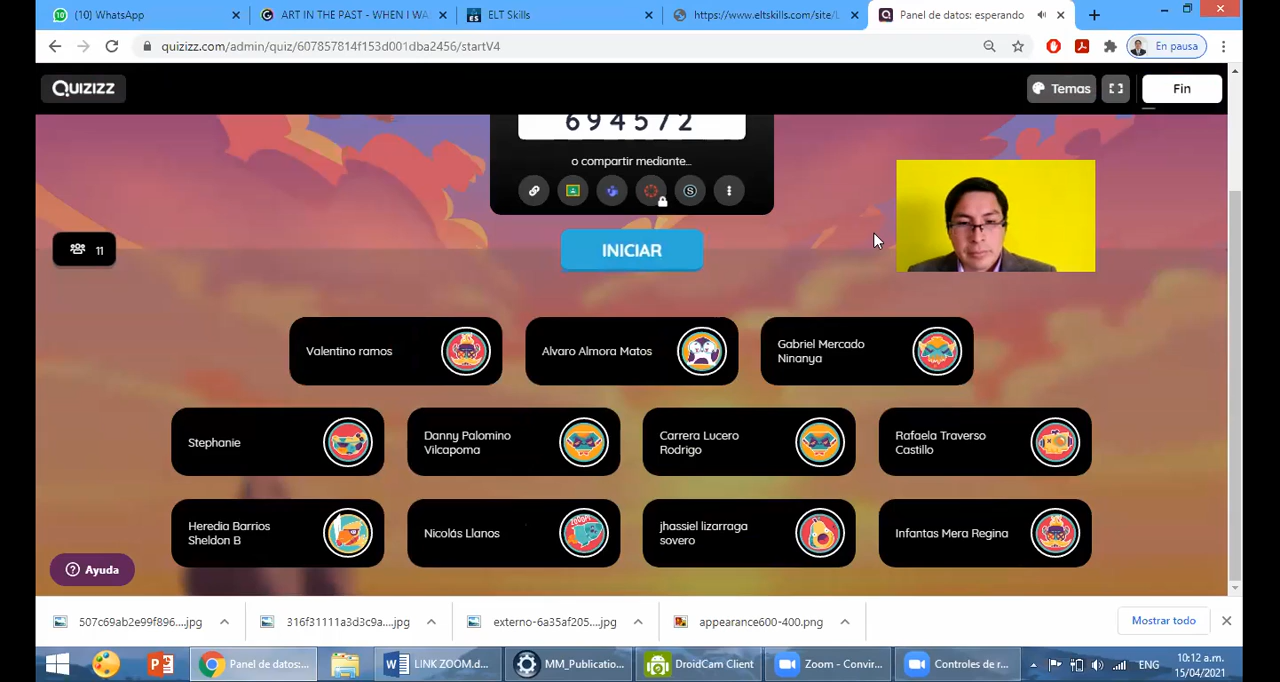 (10) WhatsApp
ART IN THE PAST - WHEN I WA
ELT Skills
https://www.eltskills.com/site/L
Panel de datos: esperando
quizizz.com/admin/quiz/607857814f153d001dba2456/startV4
En pausa
QUIZIZZ
Temas
Fin
694572
o compartir mediante...
11
INICIAR
Valentino ramos
Alvaro Almora Matos
Gabriel Mercado
Ninanya
Stephanie
Danny Palomino
Vilcapoma
Carrera Lucero
Rodrigo
Rafaela Traverso
Castillo
Heredia Barrios
Sheldon B
Nicolás Llanos
jhassiel lizarraga
sovero
Infantas Mera Regina
Ayuda
507c69ab2e99f896....jpg
316f31111a3d3c9a....jpg
externo-6a35af205....jpg
appearance600-400.png
Mostrar todo
Panel de datos:...
LINK ZOOM.d...
MM_Publicatio...
DroidCam Client
Zoom - Convir...
Controles de r...
ENG
10:12 a.m.
15/04/2021